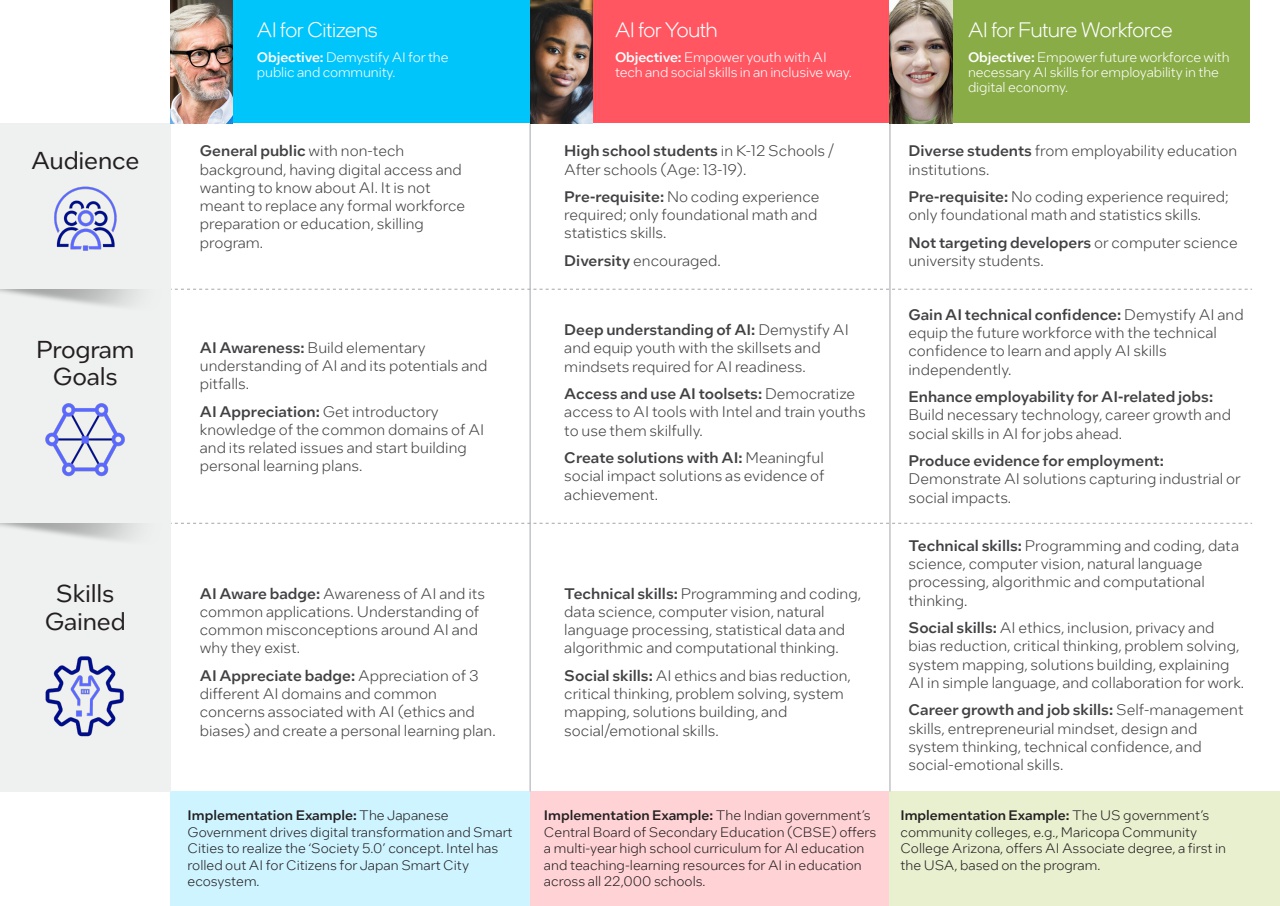 AI for Citizens
Objective: Demystify AI for the
public and community.
AI for Youth
Objective: Empower youth with AI
tech and social skills in an inclusive way.
AI for Future Workforce
Objective: Empower future workforce with
necessary AI skills for employability in the
digital economy.
Audience
General public with non-tech
background, having digital access and
wanting to know about AI. It is not
meant to replace any formal workforce
preparation or education, skilling
program.
High school students in K-12 Schools /
After schools (Age: 13-19).
Pre-requisite: No coding experience
required; only foundational math and
statistics skills.
Diversity encouraged.
Diverse students from employability education
institutions.
Pre-requisite: No coding experience required;
only foundational math and statistics skills.
Not targeting developers or computer science
university students.
Program
Goals
AI Awareness: Build elementary
understanding of AI and its potentials and
pitfalls.
AI Appreciation: Get introductory
knowledge of the common domains of AI
and its related issues and start building
personal learning plans.
Deep understanding of AI: Demystify AI
and equip youth with the skillsets and
mindsets required for AI readiness.
Access and use AI toolsets: Democratize
access to AI tools with Intel and train youths
to use them skilfully.
Create solutions with AI: Meaningful
social impact solutions as evidence of
achievement.
Gain AI technical confidence: Demystify AI and
equip the future workforce with the technical
confidence to learn and apply AI skills
independently.
Enhance employability for AI-related jobs:
Build necessary technology, career growth and
social skills in AI for jobs ahead.
Produce evidence for employment:
Demonstrate AI solutions capturing industrial or
social impacts.
Skills
Gained
AI Aware badge: Awareness of AI and its
common applications. Understanding of
common misconceptions around AI and
why they exist.
AI Appreciate badge: Appreciation of 3
different AI domains and common
concerns associated with AI (ethics and
biases) and create a personal learning plan.
Technical skills: Programming and coding,
data science, computer vision, natural
language processing, statistical data and
algorithmic and computational thinking.
Social skills: AI ethics and bias reduction,
critical thinking, problem solving, system
mapping, solutions building, and
social/emotional skills.
Technical skills: Programming and coding, data
science, computer vision, natural language
processing, algorithmic and computational
thinking.
Social skills: AI ethics, inclusion, privacy and
bias reduction, critical thinking, problem solving,
system mapping, solutions building, explaining
AI in simple language, and collaboration for work.
Career growth and job skills: Self-management
skills, entrepreneurial mindset, design and
system thinking, technical confidence, and
social-emotional skills.
Implementation Example: The Japanese
Government drives digital transformation and Smart
Cities to realize the ‘Society 5.0’ concept. Intel has
rolled out AI for Citizens for Japan Smart City
ecosystem.
Implementation Example: The Indian government’s
Central Board of Secondary Education (CBSE) offers
a multi-year high school curriculum for AI education
and teaching-learning resources for AI in education
across all 22,000 schools.
Implementation Example: The US government’s
community colleges, e.g., Maricopa Community
College Arizona, offers AI Associate degree, a first in
the USA, based on the program.